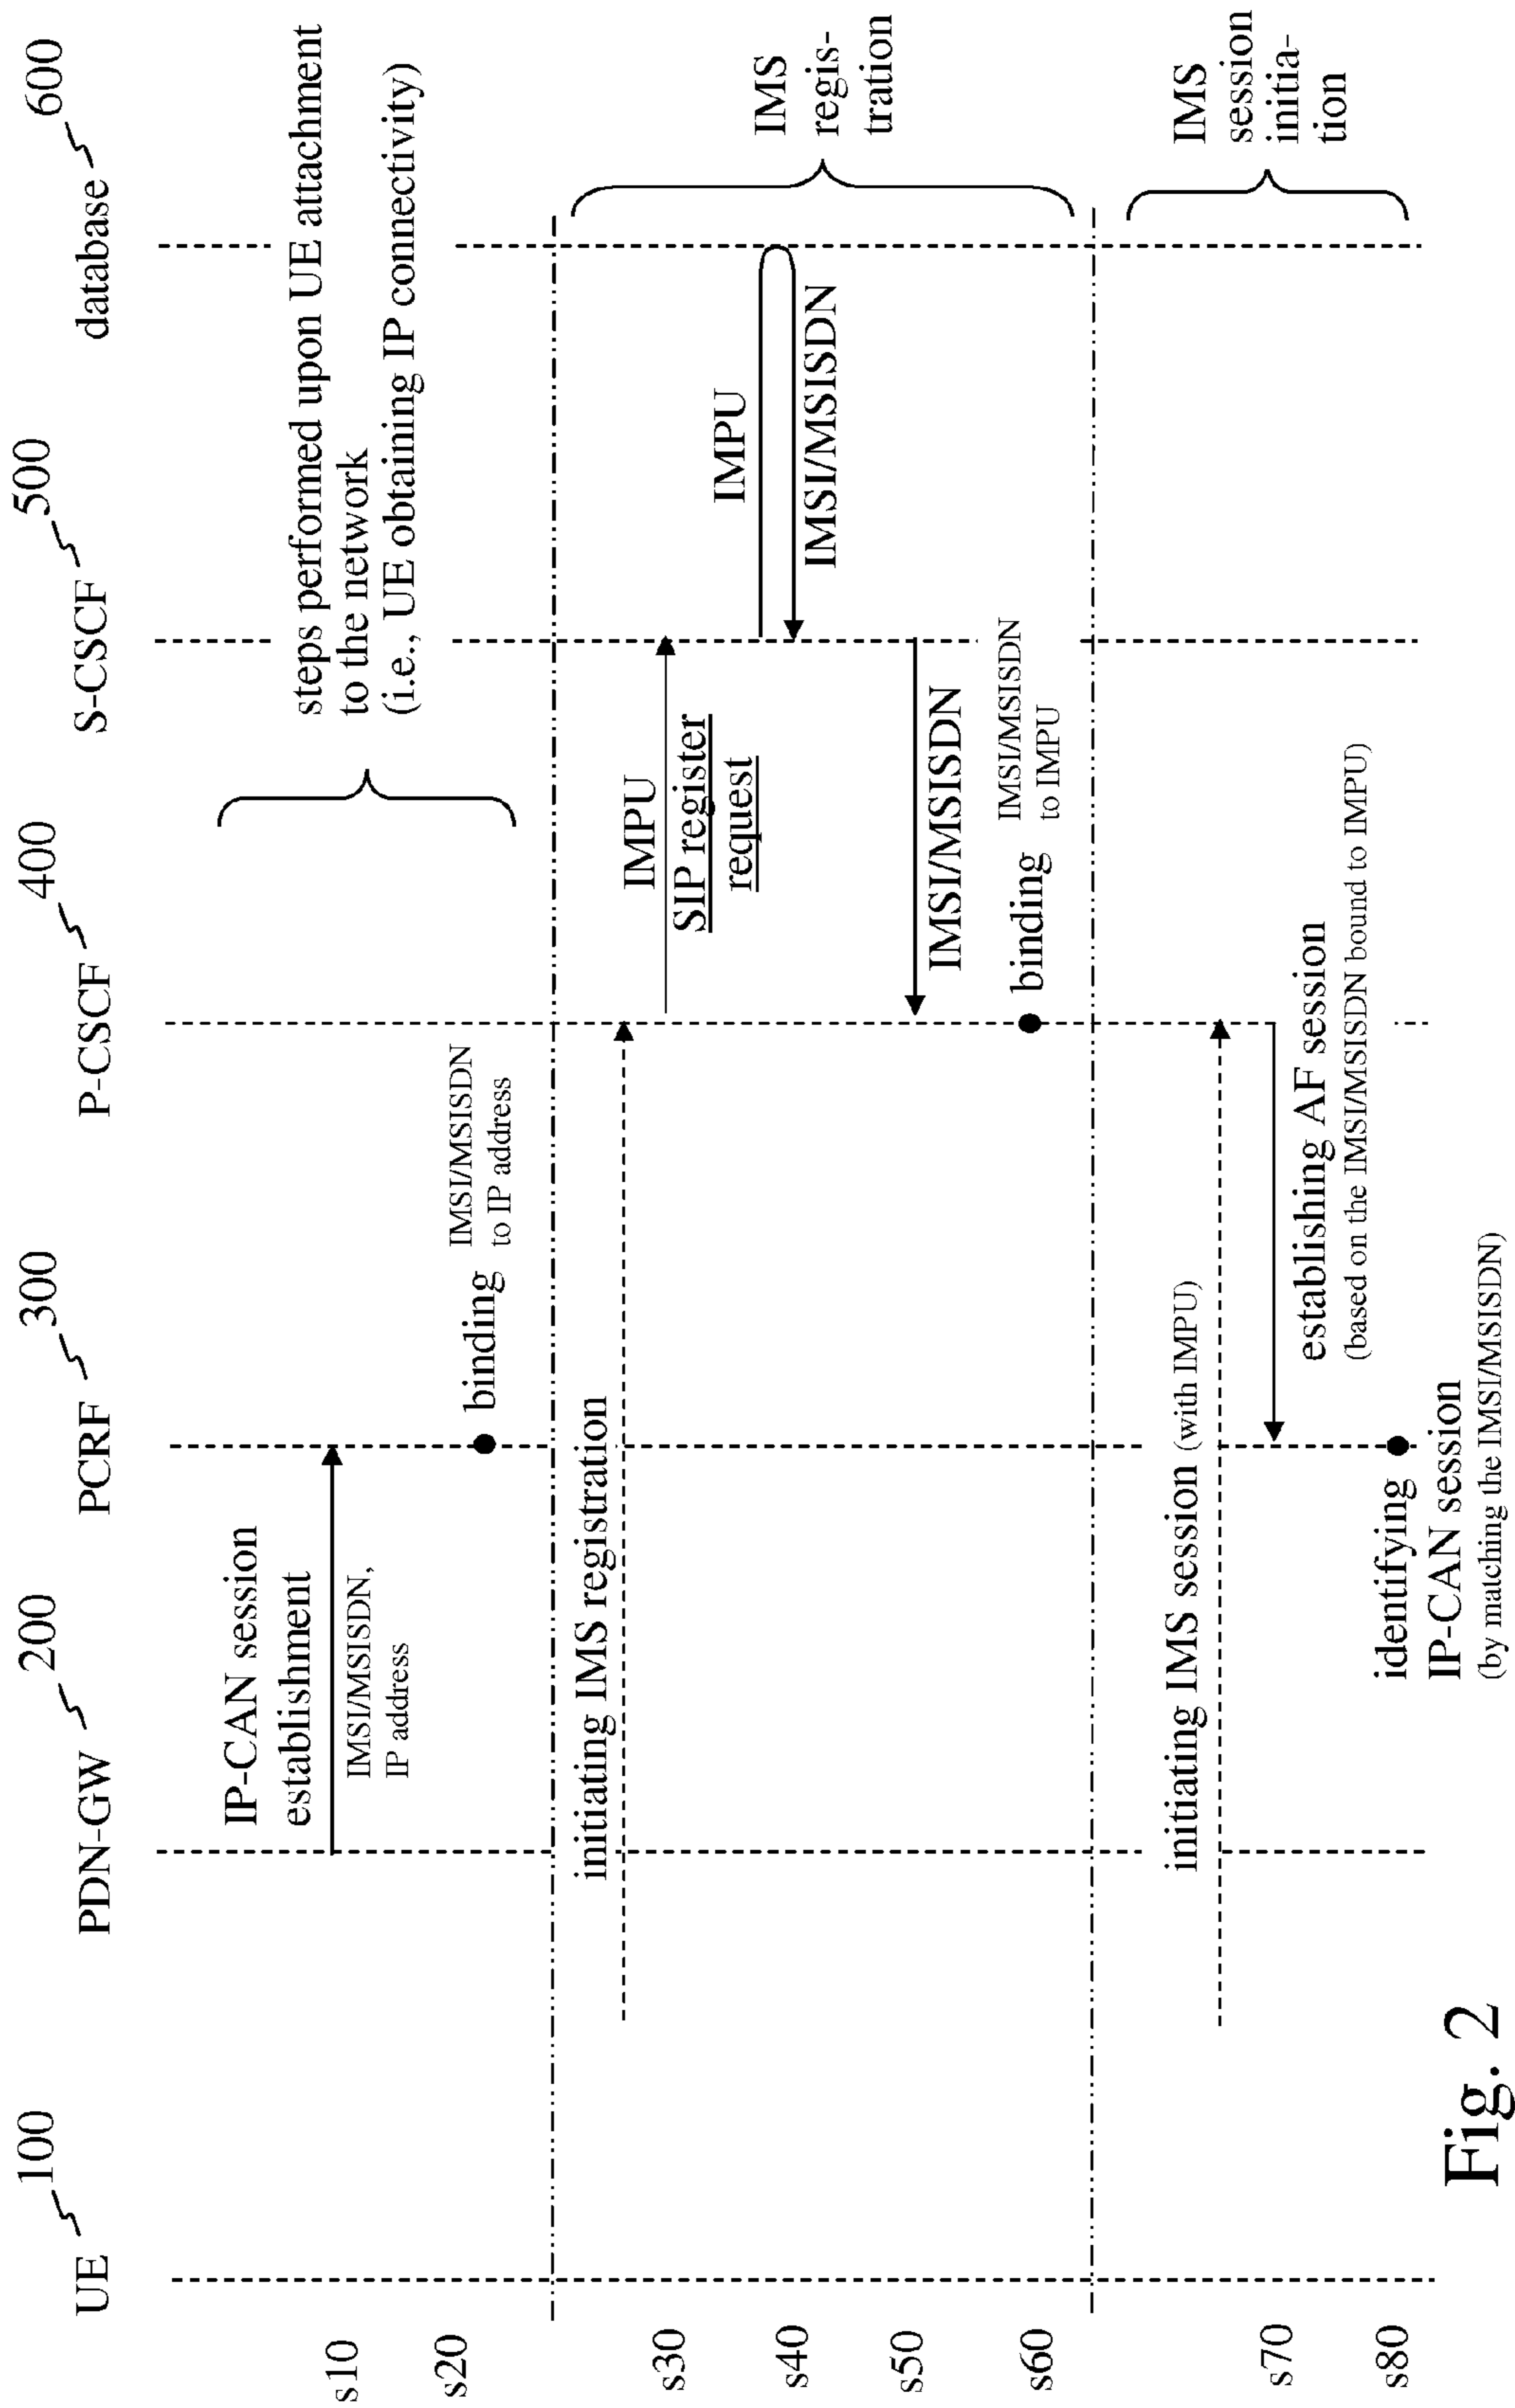 UE
100
PDN-GW
200
PCRF
300
P-CSCF
400
S-CSCF
500
database
600
s10
IP-CAN session
establishment
IMSI/MSISDN,
IP address
steps performed upon UE attachment
to the network
(i.e., UE obtaining IP connectivity)
s20
binding
IMSI/MSISDN
to IP address
initiating IMS registration
s30
IMPU
SIP register
request
s40
IMPU
IMSI/MSISDN
IMS
regis-
tration
s50
IMSI/MSISDN
s60
binding
IMSI/MSISDN
to IMPU
initiating IMS session (with IMPU)
IMS
session
initia-
tion
s70
establishing AF session
(based on the IMSI/MSISDN bound to IMPU)
s80
identifying
IP-CAN session
(by matching the IMSI/MSISDN)
Fig. 2